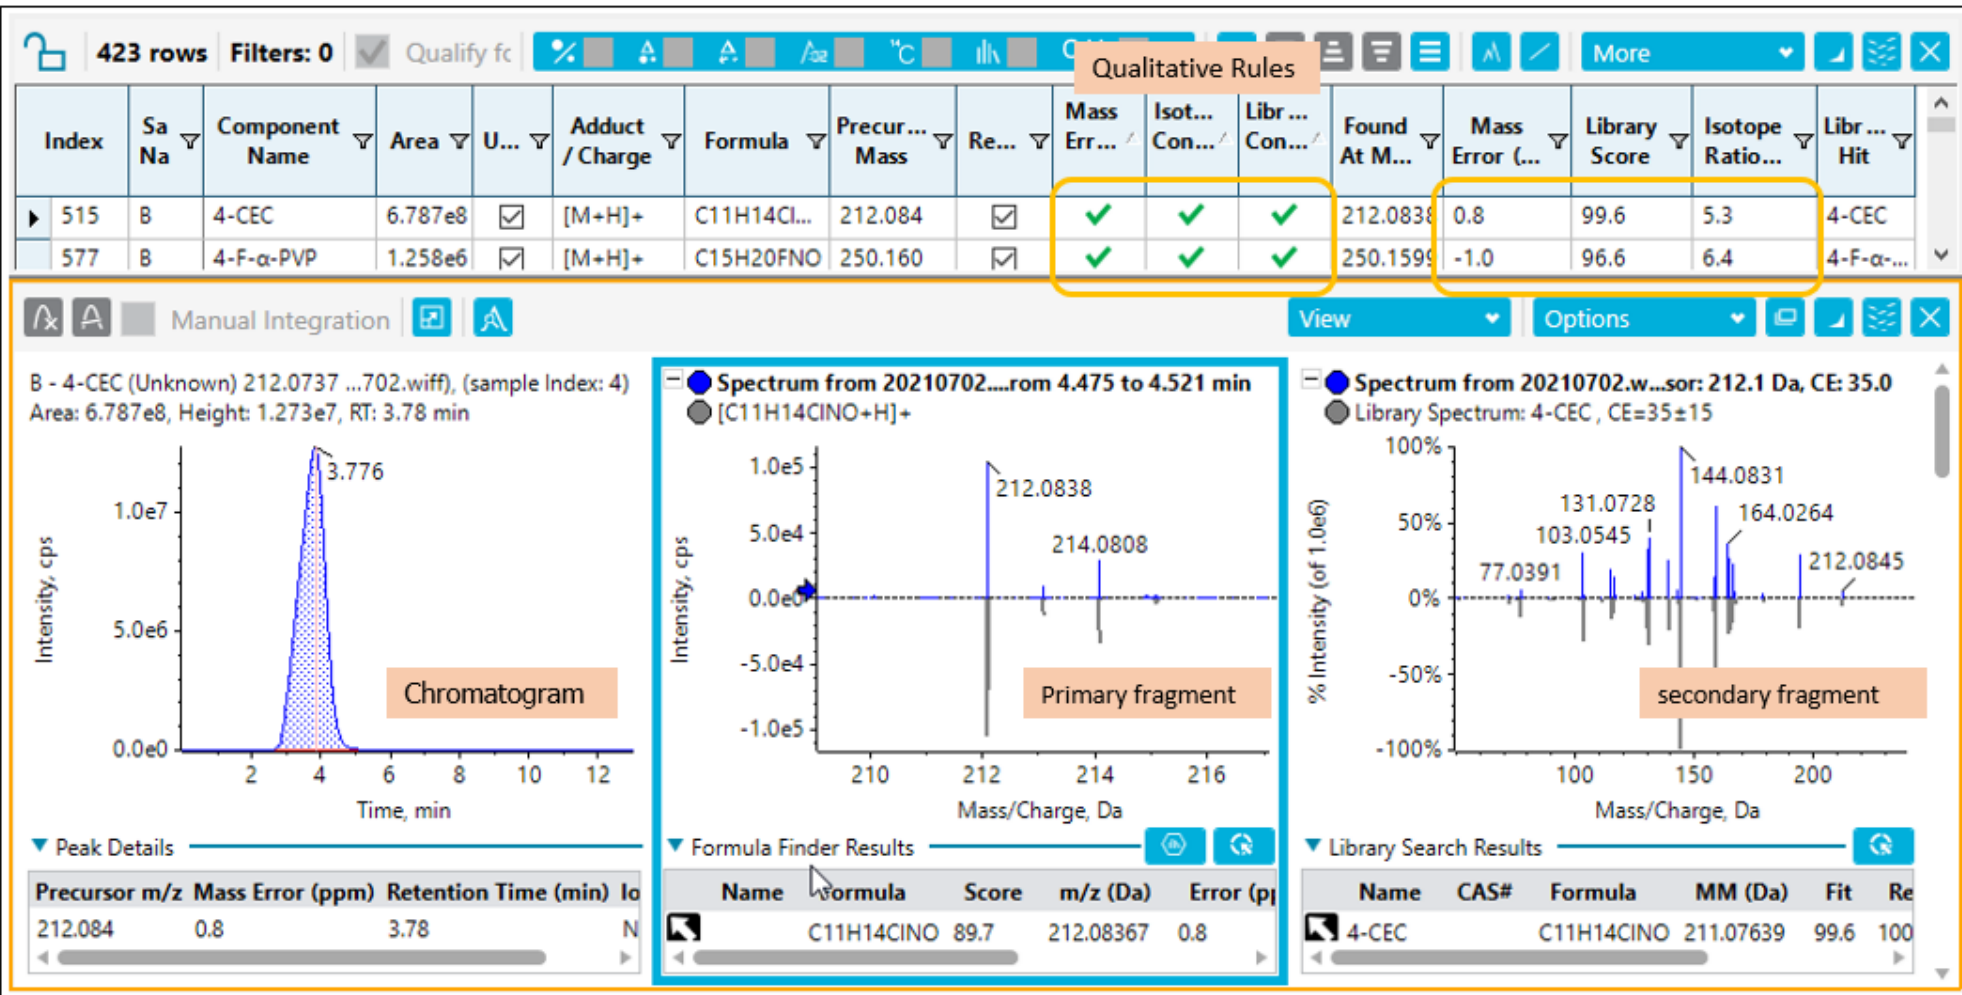 423 rows Filters: 0 Qualify fc More
Qualitative Rules
Index Sa Na Component Name Area U... Adduct / Charge Formula Precur... Mass Re... Mass Err... Isot... Con... Libr... Con... Found At M... Mass Error (... Library Score Isotope Ratio... Libr... Hit
515 B 4-CEC 6.787e8 [M+H]+ C11H14Cl... 212.084 212.0838 0.8 99.6 5.3 4-CEC
577 B 4-F-α-PVP 1.258e6 [M+H]+ C15H20FNO 250.160 250.1599 -1.0 96.6 6.4 4-F-α-...
Manual Integration View Options
B - 4-CEC (Unknown) 212.0737 ...702.wiff), (sample Index: 4)
Area: 6.787e8, Height: 1.273e7, RT: 3.78 min
3.776
1.0e7
5.0e6
0.0e0
Intensity, cps
Chromatogram
2 4 6 8 10 12
Time, min
Peak Details
Precursor m/z Mass Error (ppm) Retention Time (min) Io
212.084 0.8 3.78 N
Spectrum from 20210702....rom 4.475 to 4.521 min
[C11H14ClNO+H]+
1.0e5
5.0e4
0.0e0
-5.0e4
-1.0e5
Intensity, cps
212.0838
214.0808
Primary fragment
210 212 214 216
Mass/Charge, Da
Formula Finder Results
Name Formula Score m/z (Da) Error (pp
C11H14ClNO 89.7 212.08367 0.8
Spectrum from 20210702.w...sor: 212.1 Da, CE: 35.0
Library Spectrum: 4-CEC , CE=35±15
100%
50%
0%
-50%
-100%
% Intensity (of 1.0e6)
144.0831
131.0728
164.0264
103.0545
212.0845
77.0391
secondary fragment
100 150 200
Mass/Charge, Da
Library Search Results
Name CAS# Formula MM (Da) Fit Re
4-CEC C11H14ClNO 211.07639 99.6 100